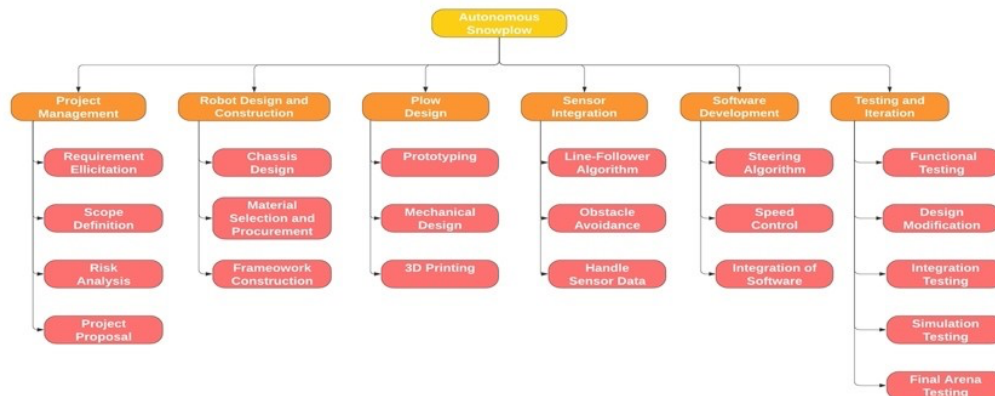 Autonomous
Snowplow
Project
Management
Robot Design and
Construction
Plow
Design
Sensor
Integration
Software
Development
Testing and
Iteration
Requirement
Ellicitation
Scope
Definition
Risk
Analysis
Project
Proposal
Chassis
Design
Material
Selection and
Procurement
Frameowork
Construction
Prototyping
Mechanical
Design
3D Printing
Line-Follower
Algorithm
Obstacle
Avoidance
Handle
Sensor Data
Steering
Algorithm
Speed
Control
Integration of
Software
Functional
Testing
Design
Modification
Integration
Testing
Simulation
Testing
Final Arena
Testing